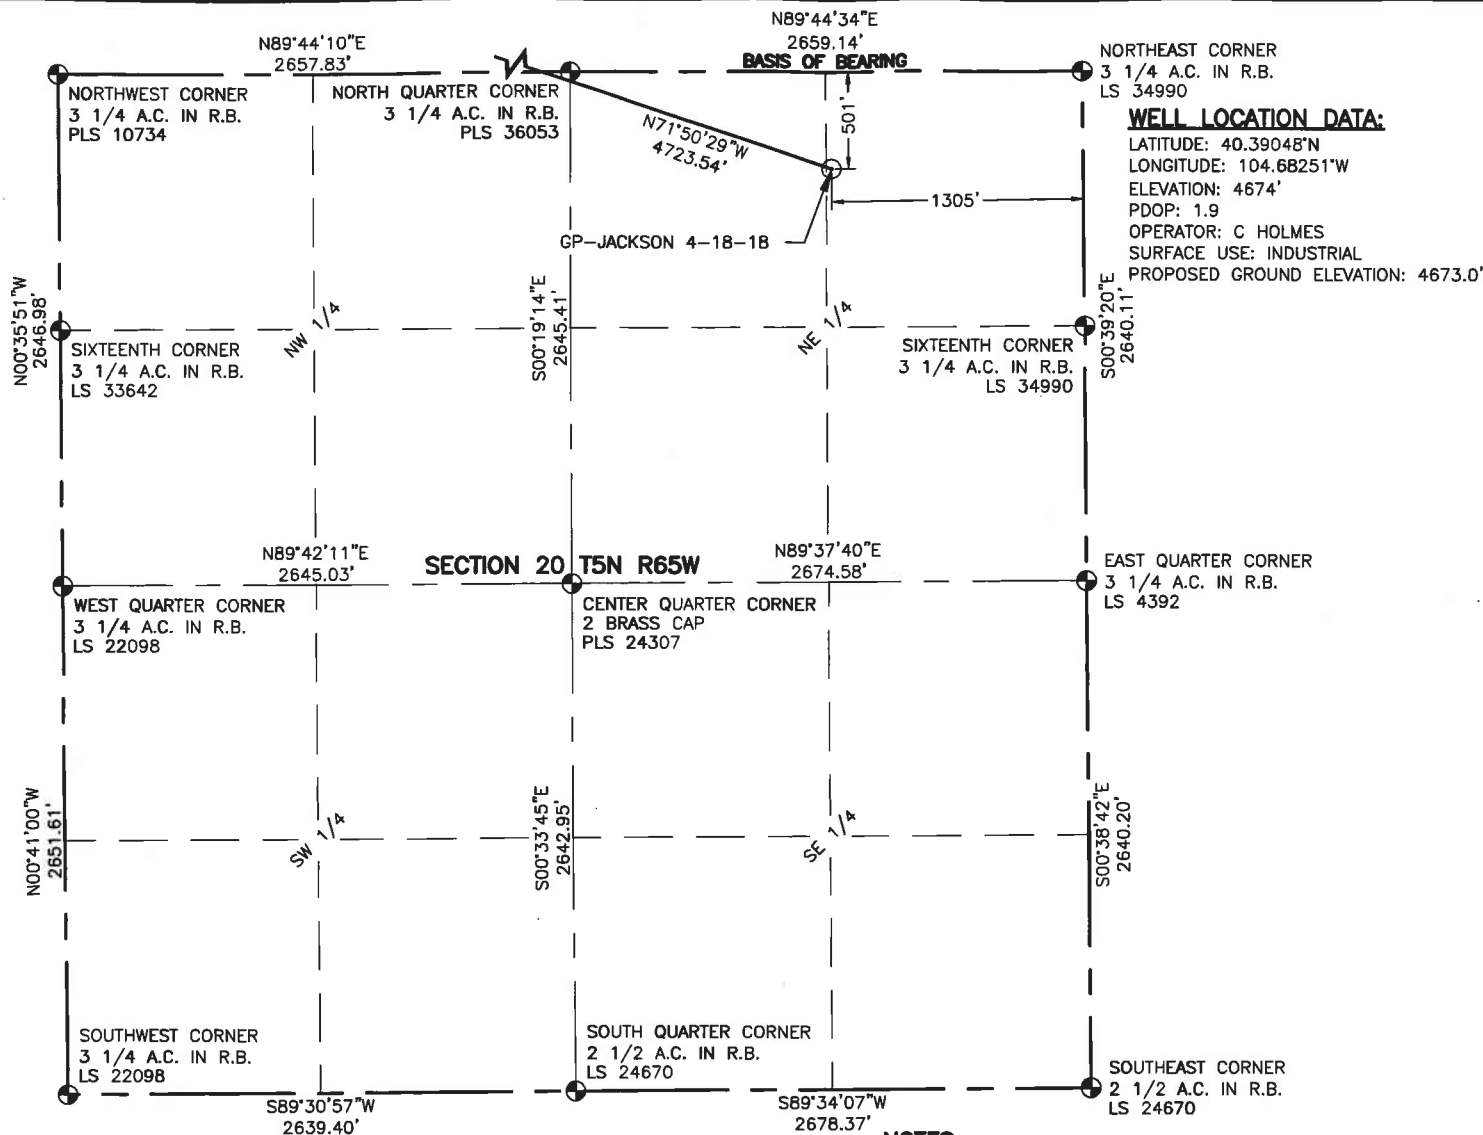 N89°44'10"E
2657.83'
N89°44'34"E
2659.14'
BASIS OF BEARING
NORTHWEST CORNER
3 1/4 A.C. IN R.B.
PLS 10734
NORTH QUARTER CORNER
3 1/4 A.C. IN R.B.
PLS 36053
NORTHEAST CORNER
3 1/4 A.C. IN R.B.
LS 34990
WELL LOCATION DATA:
LATITUDE: 40.39048°N
LONGITUDE: 104.68251°W
ELEVATION: 4674'
PDOP: 1.9
OPERATOR: C HOLMES
SURFACE USE: INDUSTRIAL
PROPOSED GROUND ELEVATION: 4673.0'
N71°50'29"W
4723.54'
501'
1305'
GP-JACKSON 4-18-18
N00°35'51"W
2646.98'
SIXTEENTH CORNER
3 1/4 A.C. IN R.B.
LS 33642
NW 1/4
S00°19'14"E
2645.41'
NE 1/4
SIXTEENTH CORNER
3 1/4 A.C. IN R.B.
LS 34990
S00°39'20"E
2640.11'
N89°42'11"E
2645.03'
SECTION 20 T5N R65W
N89°37'40"E
2674.58'
WEST QUARTER CORNER
3 1/4 A.C. IN R.B.
LS 22098
CENTER QUARTER CORNER
2 BRASS CAP
PLS 24307
EAST QUARTER CORNER
3 1/4 A.C. IN R.B.
LS 4392
N00°41'00"W
2651.61'
SW 1/4
S00°33'45"E
2642.95'
SE 1/4
S00°38'42"E
2640.20'
SOUTHWEST CORNER
3 1/4 A.C. IN R.B.
LS 22098
SOUTH QUARTER CORNER
2 1/2 A.C. IN R.B.
LS 24670
SOUTHEAST CORNER
2 1/2 A.C. IN R.B.
LS 24670
S89°30'57"W
2639.40'
S89°34'07"W
2678.37'